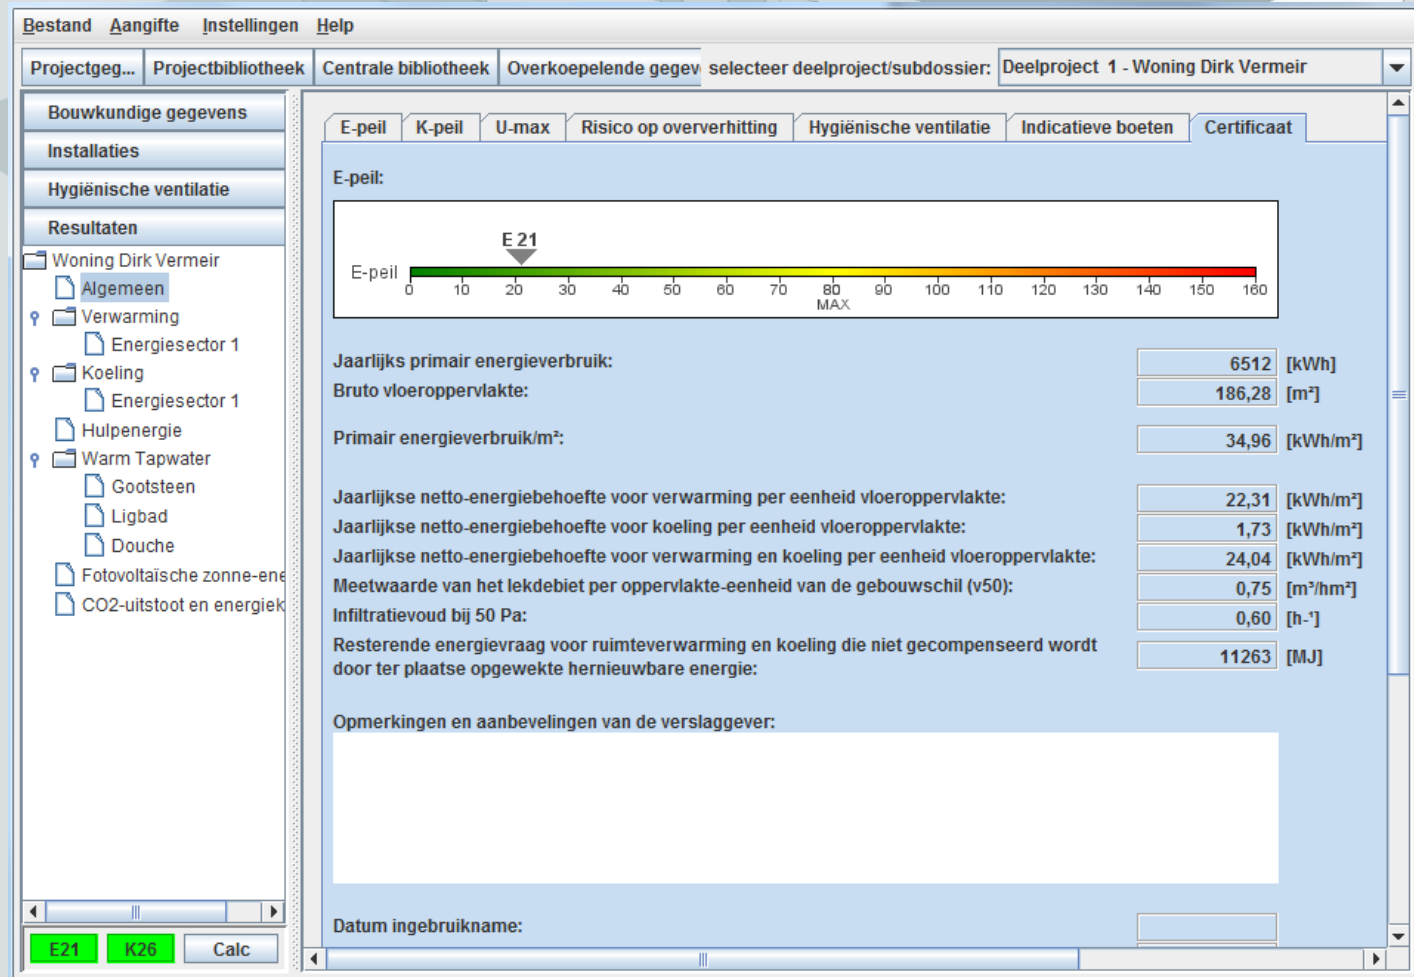 Bestand Aangifte Instellingen Help
Projectgeg... Projectbibliotheek Centrale bibliotheek Overkoepelende gegev selecteer deelproject/subdossier: Deelproject 1 - Woning Dirk Vermeir
Bouwkundige gegevens
Installaties
Hygiënische ventilatie
Resultaten
Woning Dirk Vermeir
Algemeen
Verwarming
Energiesector 1
Koeling
Energiesector 1
Hulpenergie
Warm Tapwater
Gootsteen
Ligbad
Douche
Fotovoltaïsche zonne-ene
CO2-uitstoot en energiek
E21 K26 Calc
E-peil K-peil U-max Risico op oververhitting Hygiënische ventilatie Indicatieve boeten Certificaat
E-peil:
E 21
E-peil
0 10 20 30 40 50 60 70 80 90 100 110 120 130 140 150 160
MAX
Jaarlijks primair energieverbruik: 6512 [kWh]
Bruto vloeroppervlakte: 186,28 [m²]
Primair energieverbruik/m²: 34,96 [kWh/m²]
Jaarlijkse netto-energiebehoefte voor verwarming per eenheid vloeroppervlakte: 22,31 [kWh/m²]
Jaarlijkse netto-energiebehoefte voor koeling per eenheid vloeroppervlakte: 1,73 [kWh/m²]
Jaarlijkse netto-energiebehoefte voor verwarming en koeling per eenheid vloeroppervlakte: 24,04 [kWh/m²]
Meetwaarde van het lekdebiet per oppervlakte-eenheid van de gebouwschil (v50): 0,75 [m³/hm²]
Infiltratievoud bij 50 Pa: 0,60 [h-¹]
Resterende energievraag voor ruimteverwarming en koeling die niet gecompenseerd wordt
door ter plaatse opgewekte hernieuwbare energie: 11263 [MJ]
Opmerkingen en aanbevelingen van de verslaggever:
Datum ingebruikname: